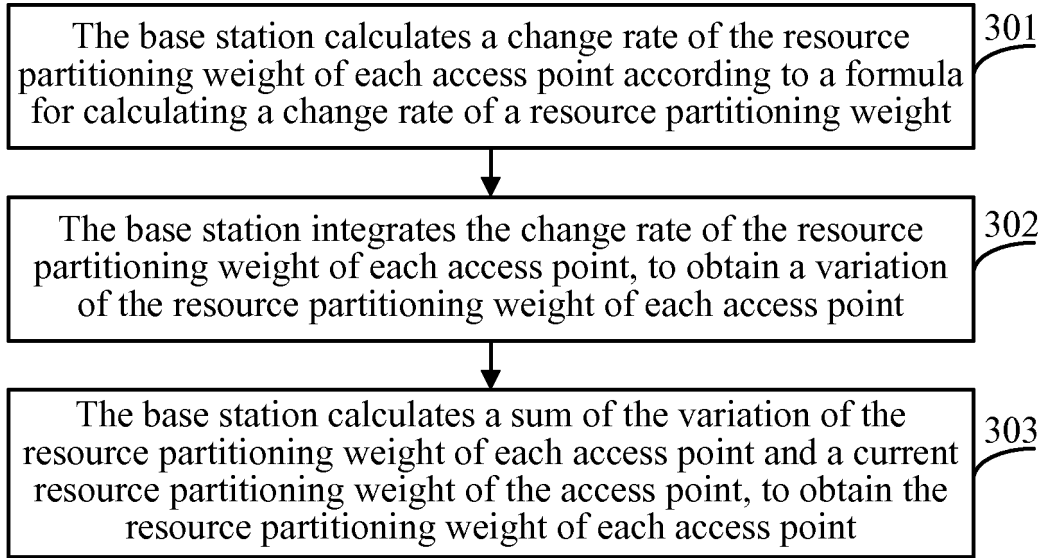 The base station calculates a change rate of the resource
partitioning weight of each access point according to a formula
for calculating a change rate of a resource partitioning weight
301
The base station integrates the change rate of the resource
partitioning weight of each access point, to obtain a variation
of the resource partitioning weight of each access point
302
The base station calculates a sum of the variation of the
resource partitioning weight of each access point and a current
resource partitioning weight of the access point, to obtain the
resource partitioning weight of each access point
303